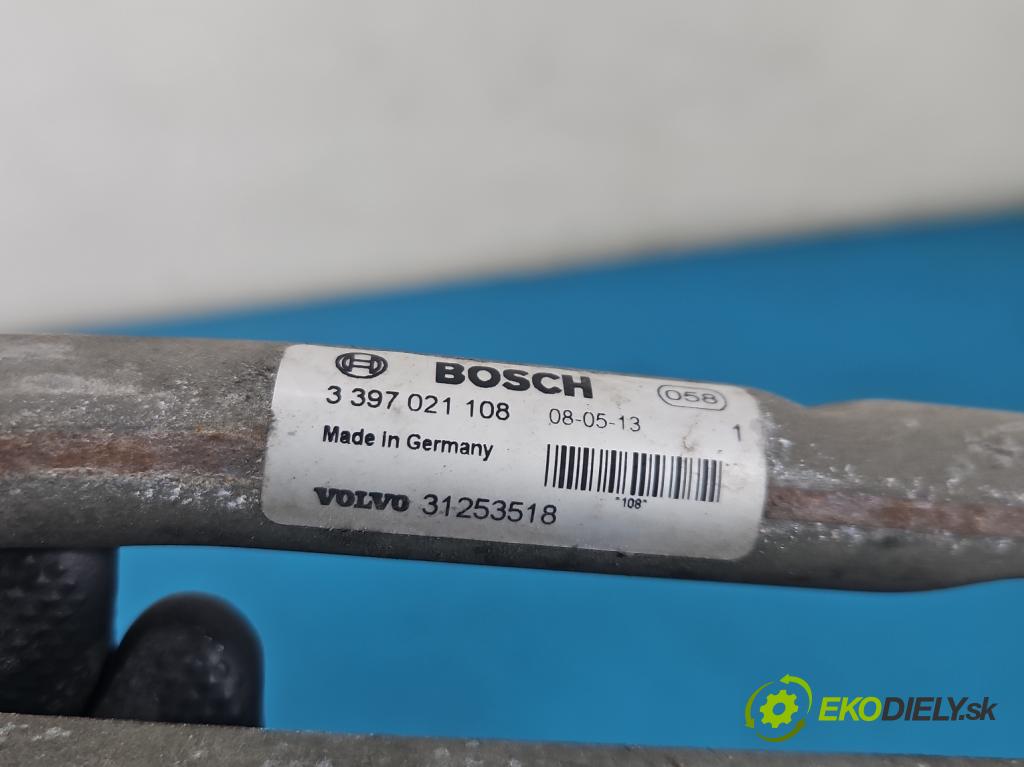 BOSCH
058
3 397 021 108 08-05-13 1
Made in Germany
"108"
VOLVO 31253518
EKODIELY.sk